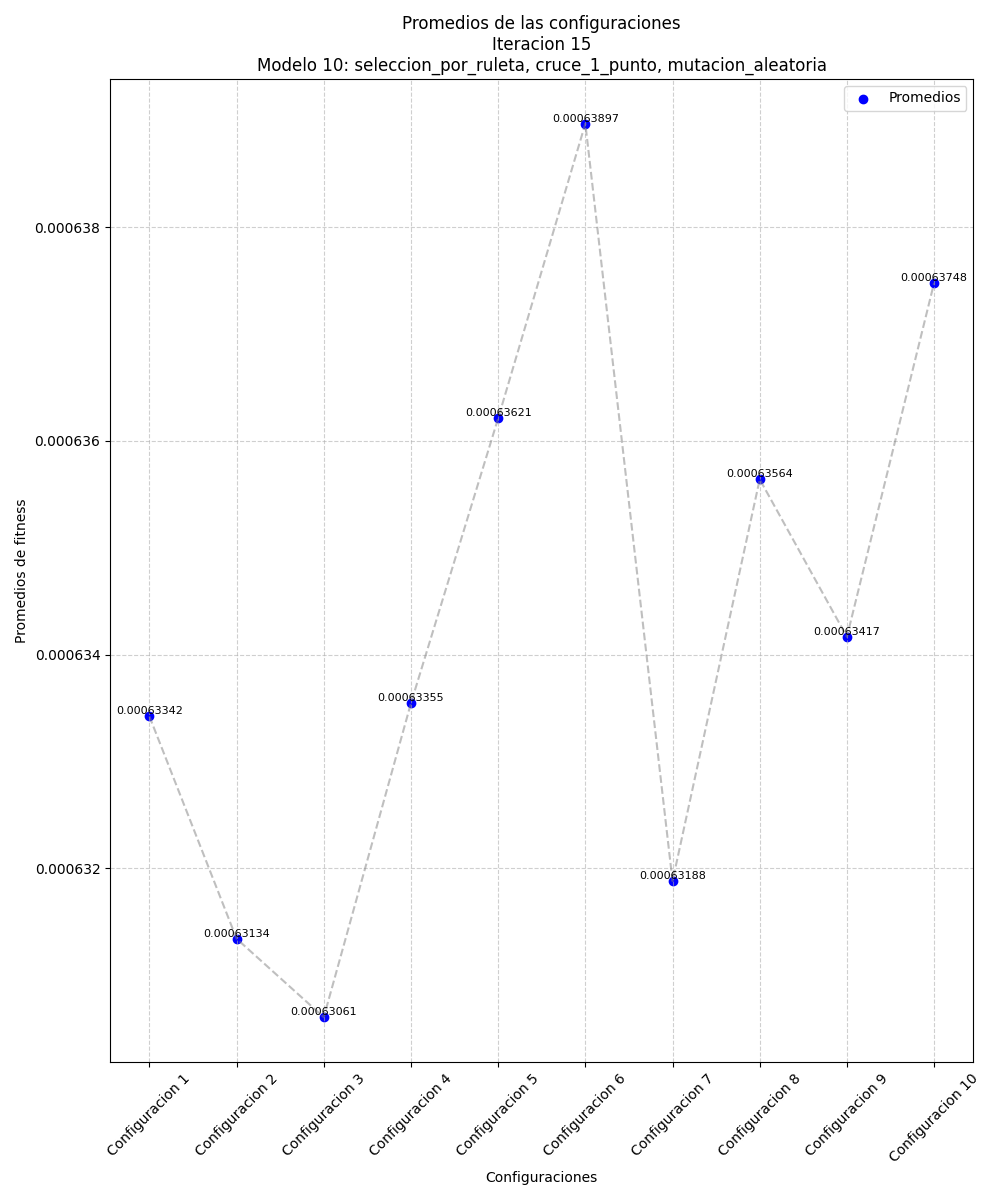 Promedios de las configuraciones
Iteracion 15
Modelo 10: seleccion_por_ruleta, cruce_1_punto, mutacion_aleatoria
Promedios
0.00063897
0.000638
0.00063748
0.00063621
0.000636
0.00063564
0.00063417
0.000634
0.00063355
0.00063342
0.000632
0.00063188
0.00063134
0.00063061
Promedios de fitness
Configuracion 1
Configuracion 2
Configuracion 3
Configuracion 4
Configuracion 5
Configuracion 6
Configuracion 7
Configuracion 8
Configuracion 9
Configuracion 10
Configuraciones